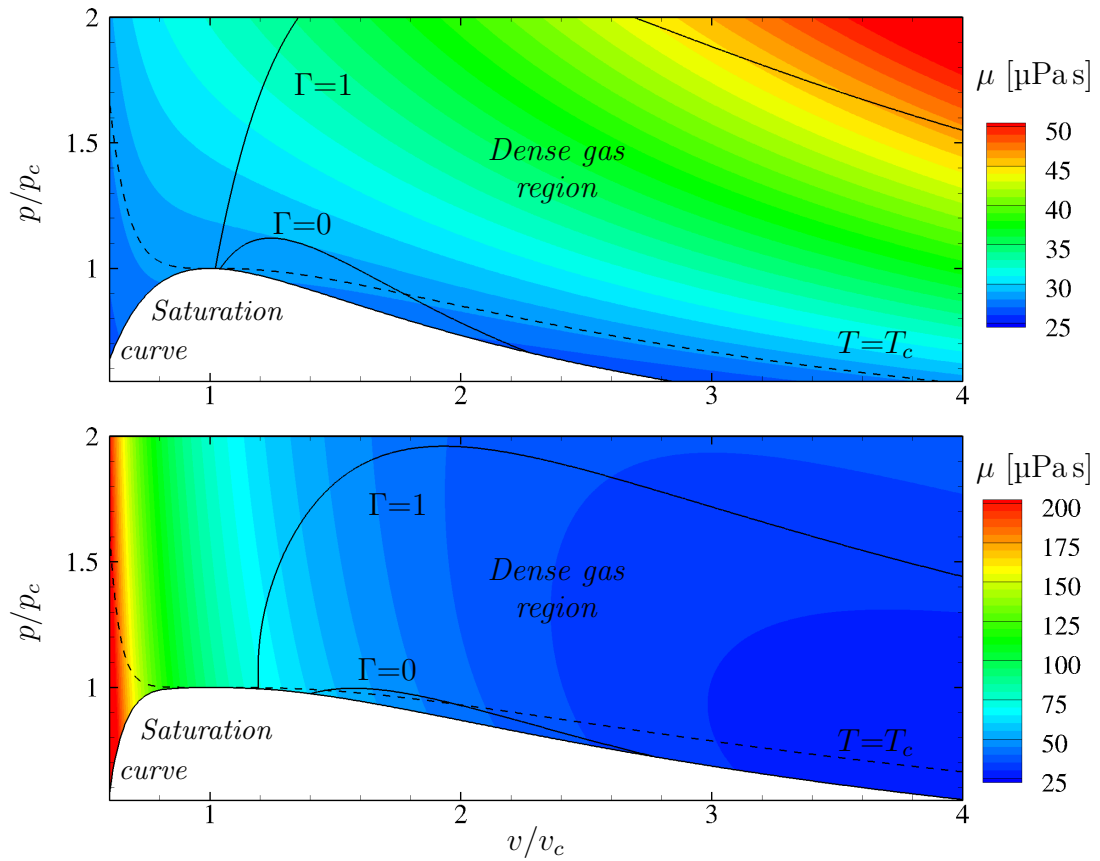 2
Γ=1
μ [μPa s]
50
45
40
35
30
25
1.5
Dense gas
region
p/p_c
Γ=0
1
Saturation
curve
T=T_c
1
2
3
4
2
Γ=1
μ [μPa s]
200
175
150
125
100
75
50
25
1.5
Dense gas
region
p/p_c
Γ=0
1
Saturation
curve
T=T_c
1
2
3
4
v/v_c